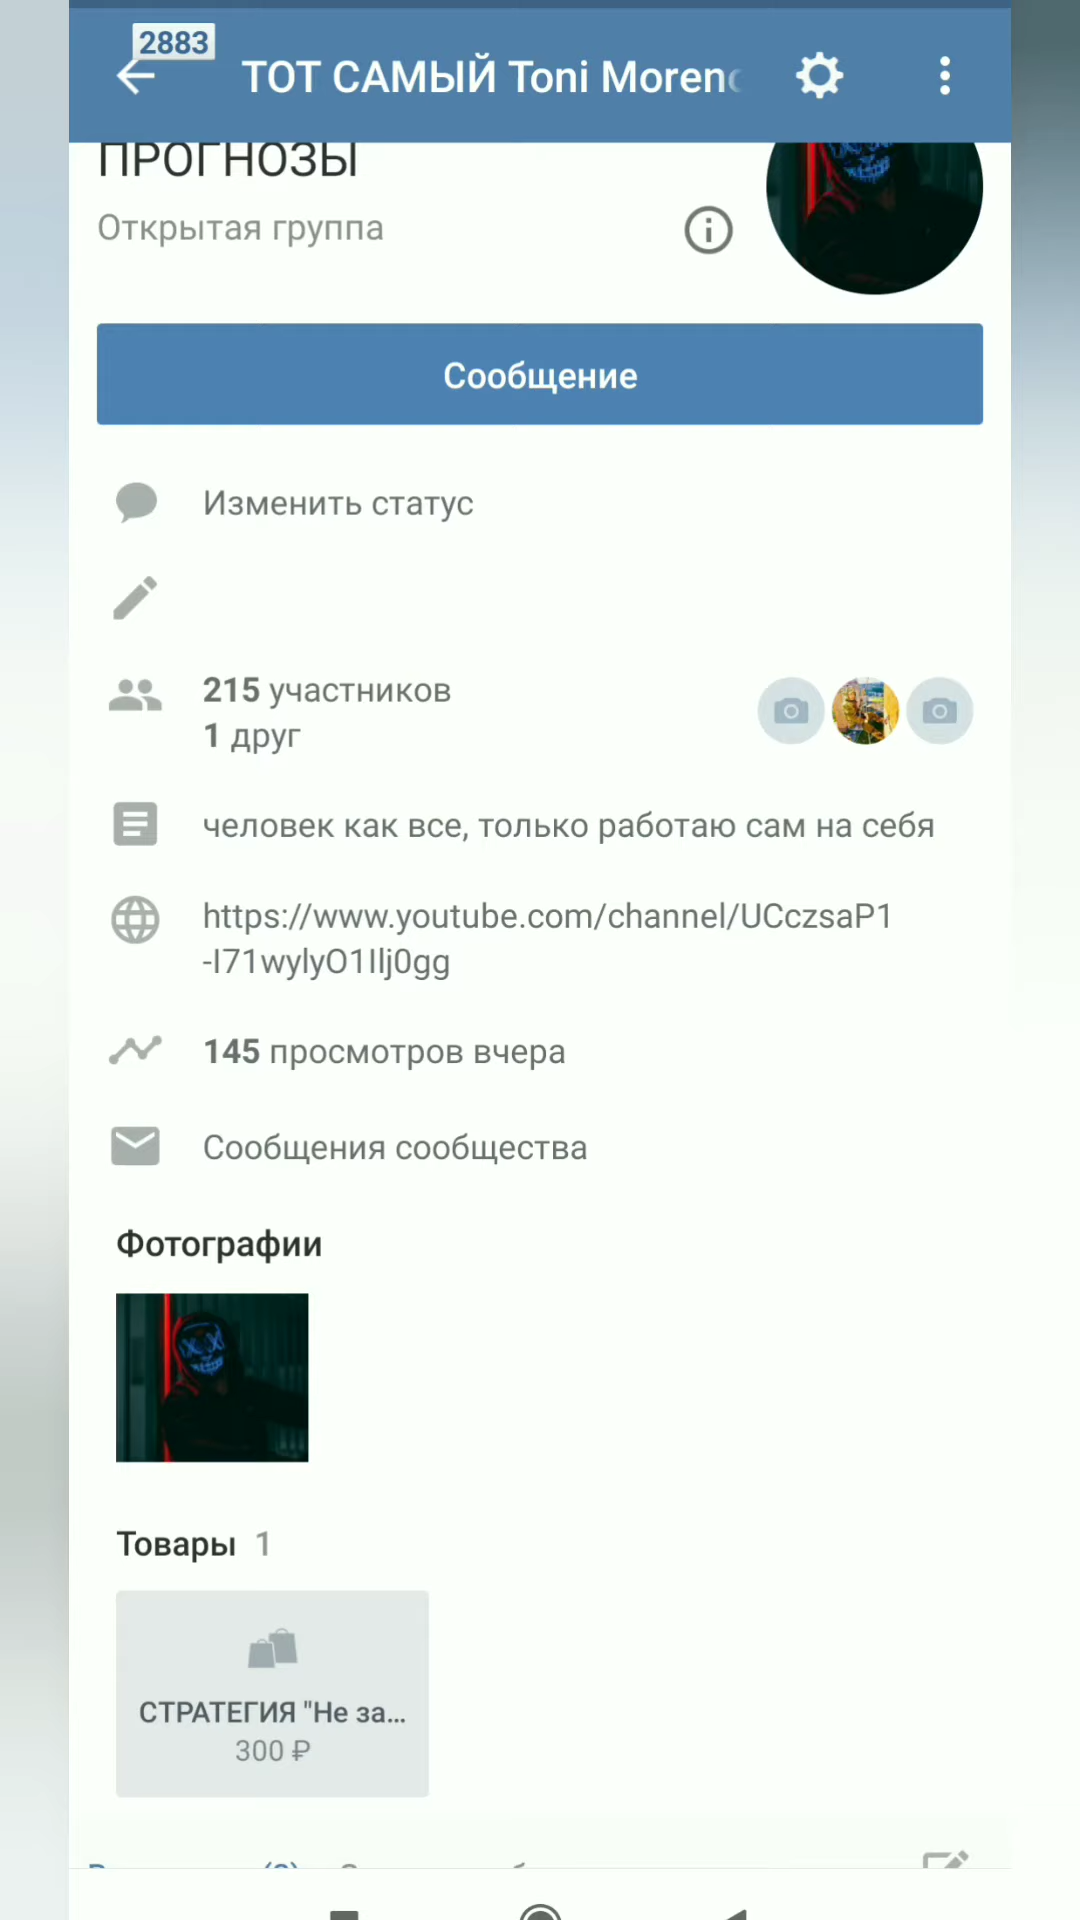 2883
ТОТ САМЫЙ Toni Moreno
ПРОГНОЗЫ
Открытая группа
Сообщение
Изменить статус
215 участников
1 друг
человек как все, только работаю сам на себя
https://www.youtube.com/channel/UCczsaP1
-I71wylyO1Ilj0gg
145 просмотров вчера
Сообщения сообщества
Фотографии
Товары 1
СТРАТЕГИЯ "Не за...
300 ₽